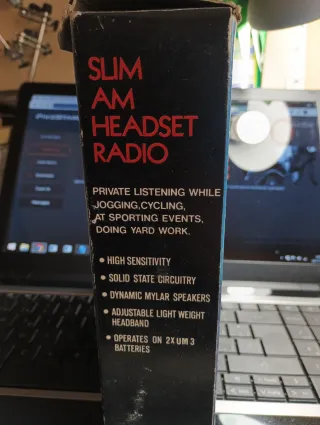 SLIM
AM
HEADSET
RADIO
PRIVATE LISTENING WHILE
JOGGING,CYCLING,
AT SPORTING EVENTS,
DOING YARD WORK.
• HIGH SENSITIVITY
• SOLID STATE CIRCUITRY
• DYNAMIC MYLAR SPEAKERS
• ADJUSTABLE LIGHT WEIGHT
HEADBAND
• OPERATES ON 2X UM 3
BATTERIES